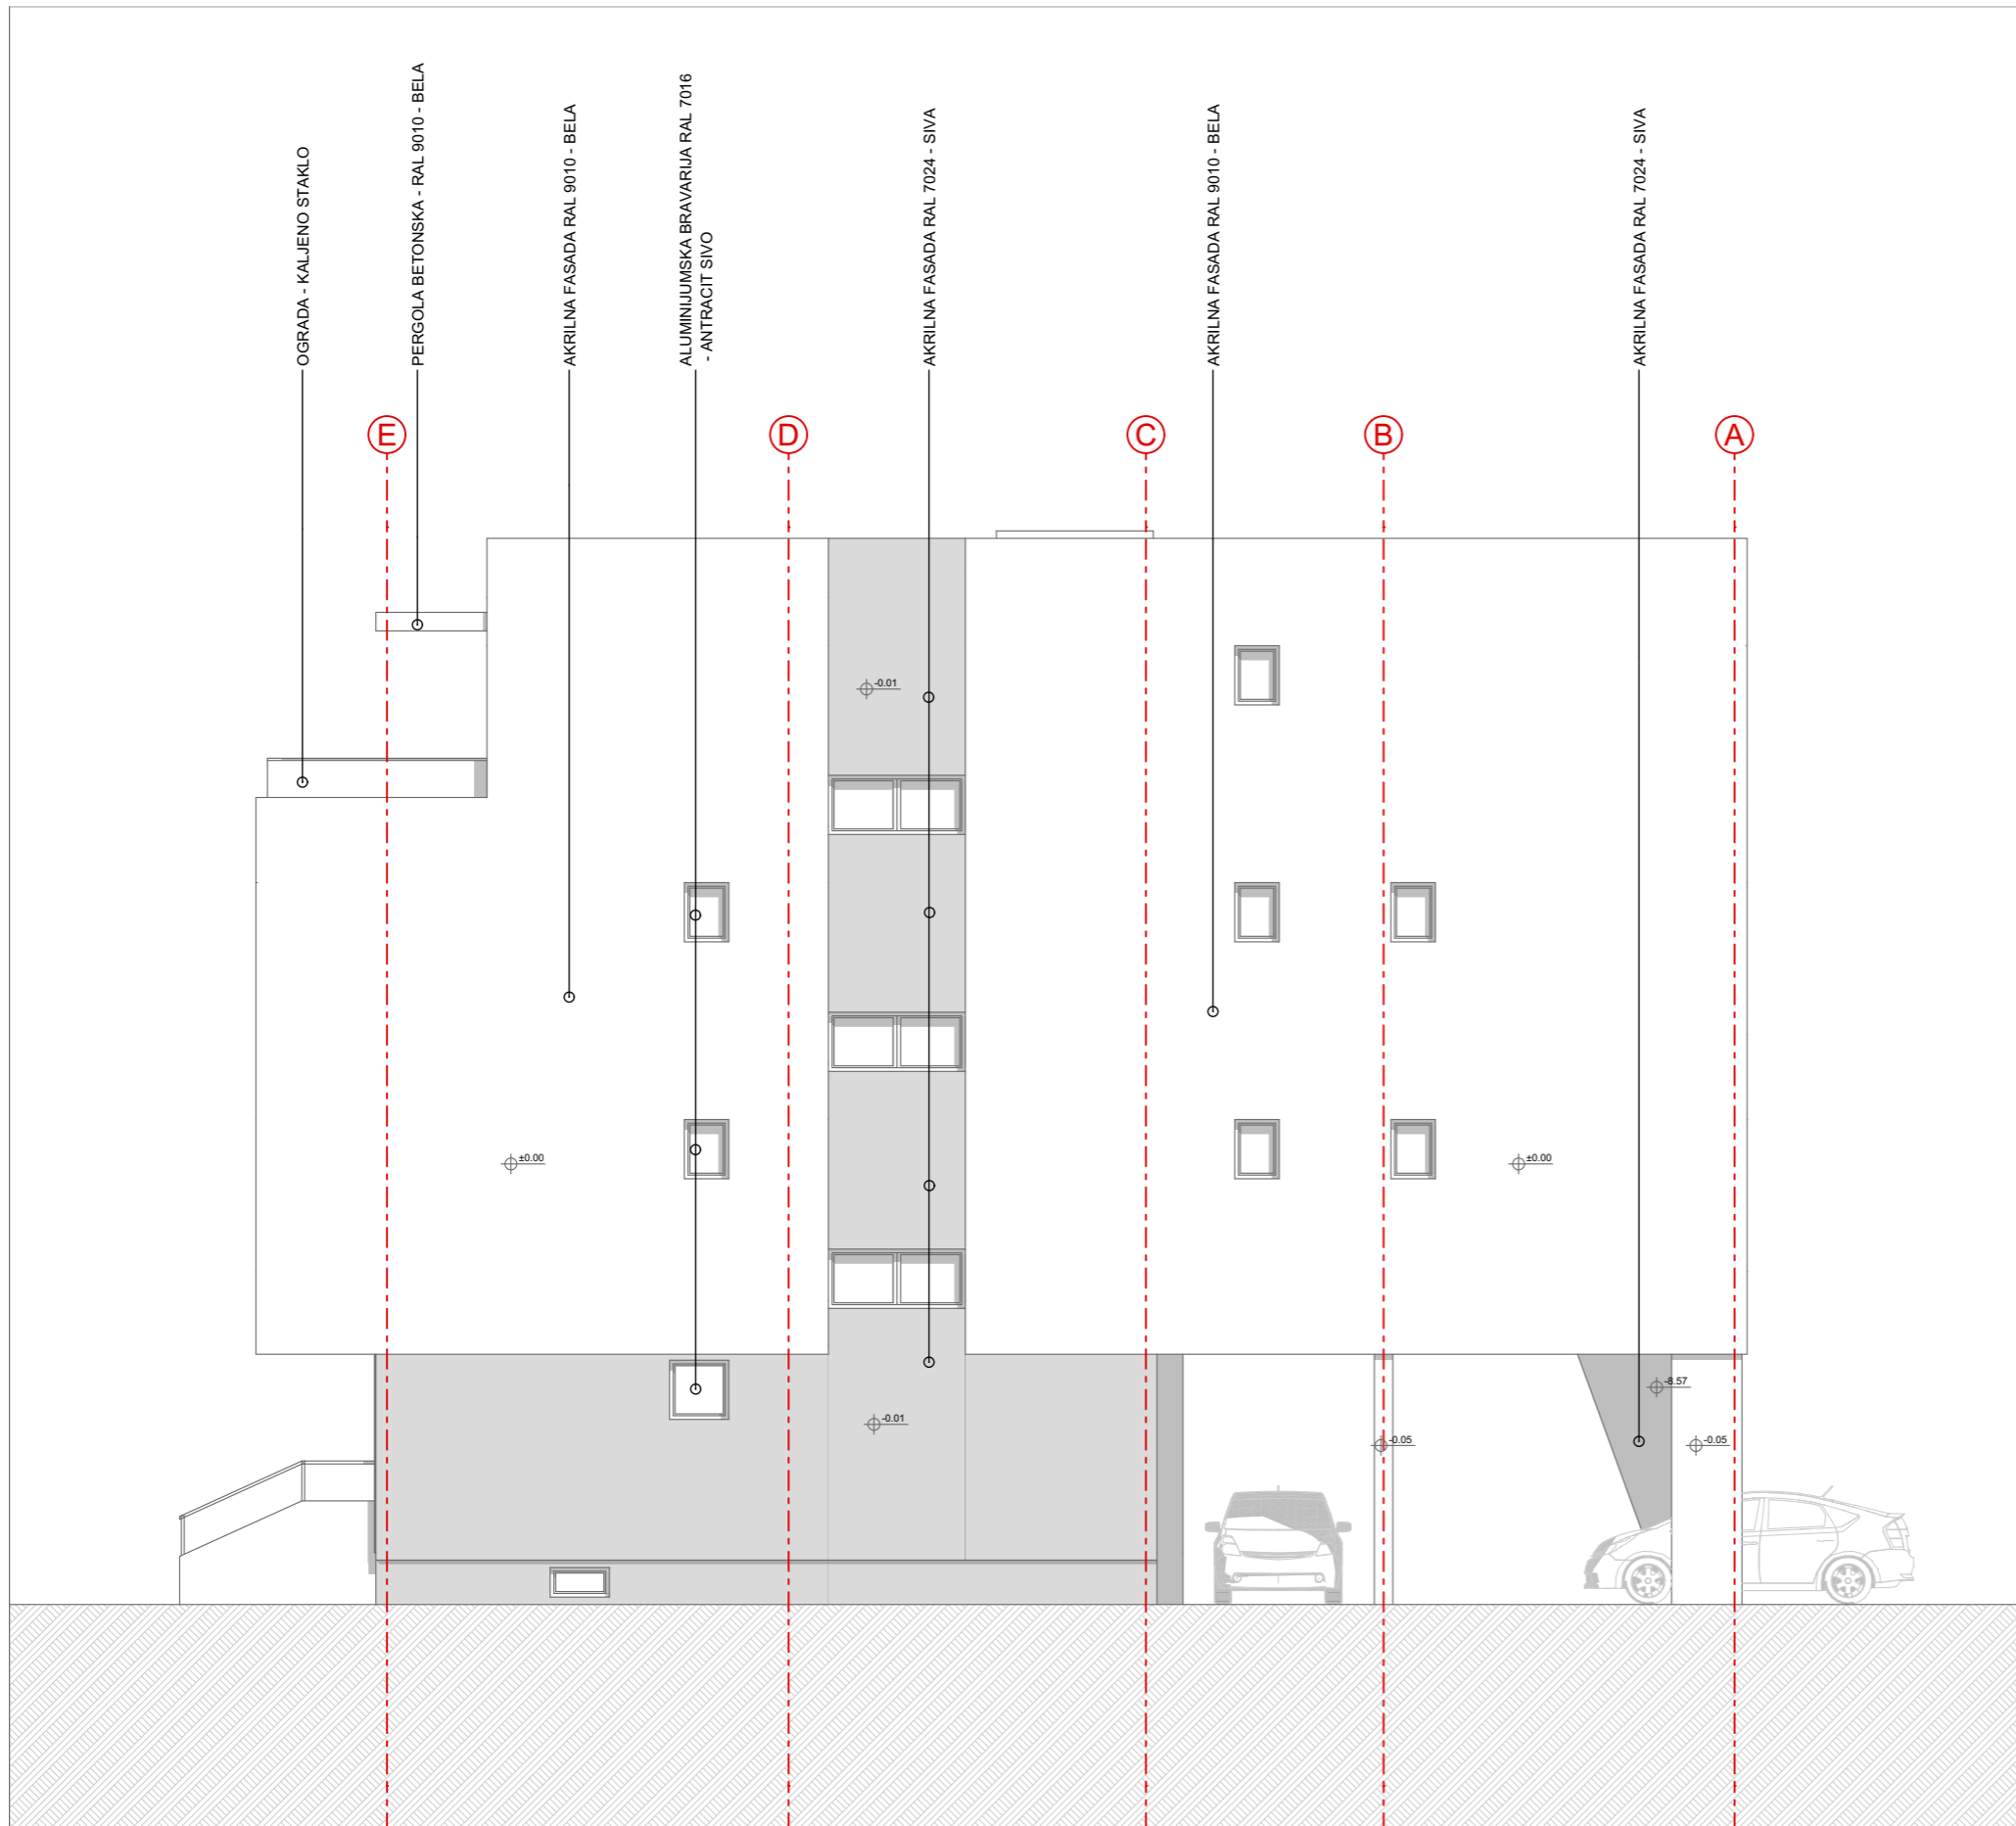 OGRADA - KALJENO STAKLO
PERGOLA BETONSKA - RAL 9010 - BELA
AKRILNA FASADA RAL 9010 - BELA
ALUMINIJUMSKA BRAVARIJA RAL 7016
- ANTRACIT SIVO
AKRILNA FASADA RAL 7024 - SIVA
AKRILNA FASADA RAL 9010 - BELA
AKRILNA FASADA RAL 7024 - SIVA
E
D
C
B
A
-0.01
±0.00
±0.00
-8.57
-0.01
-0.05
-0.05